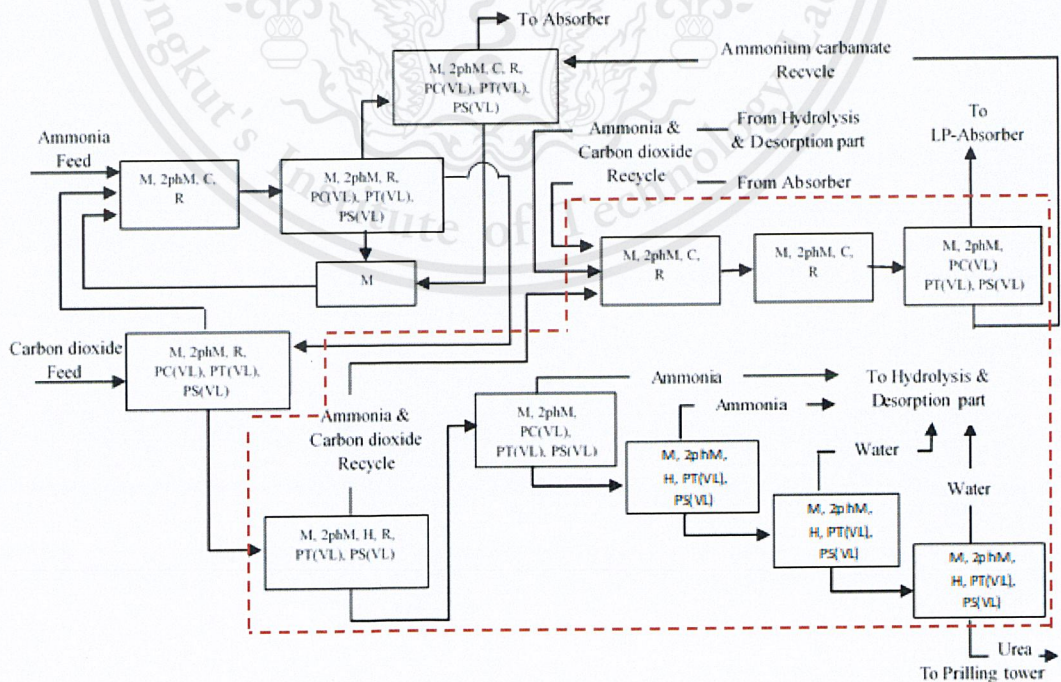 To Absorber
M, 2phM, C, R,
PC(VL), PT(VL),
PS(VL)
Ammonium carbamate
Recycle
Ammonia
Feed
M, 2phM, C,
R
M, 2phM, R,
PC(VL), PT(VL),
PS(VL)
Ammonia &
Carbon dioxide
Recycle
From Hydrolysis
& Desorption part
From Absorber
To
LP-Absorber
M
M, 2phM, C,
R
M, 2phM, C,
R
M, 2phM,
PC(VL)
PT(VL), PS(VL)
Carbon dioxide
Feed
M, 2phM, R,
PC(VL), PT(VL),
PS(VL)
Ammonia &
Carbon dioxide
Recycle
M, 2phM, H, R,
PT(VL), PS(VL)
Ammonia
M, 2phM,
PC(VL),
PT(VL), PS(VL)
Ammonia
To Hydrolysis &
Desorption part
M, 2phM,
H, PT(VL),
PS(VL)
Water
M, 2phM,
H, PT(VL),
PS(VL)
Water
M, 2phM,
H, PT(VL),
PS(VL)
Urea
To Prilling tower
ongkut's Institute of Technology